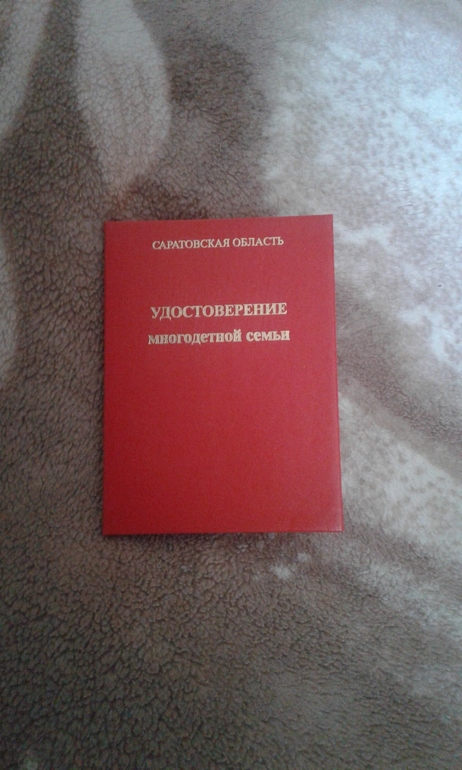 САРАТОВСКАЯ ОБЛАСТЬ
УДОСТОВЕРЕНИЕ
многодетной семьи